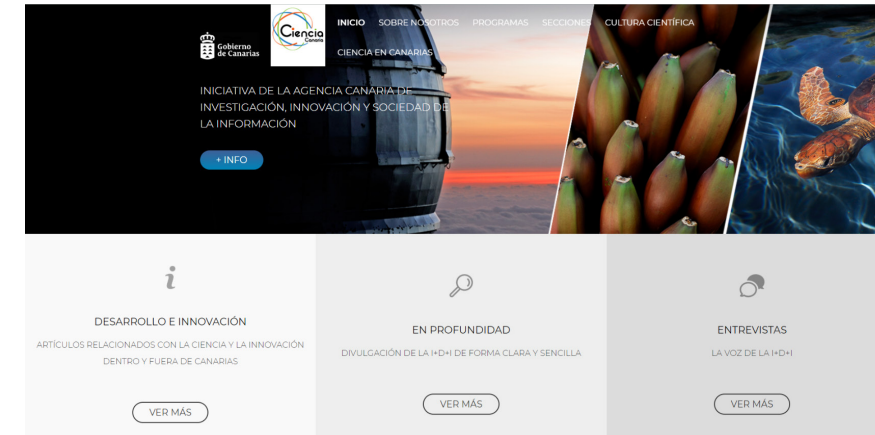 Gobierno
de Canarias
Ciencia
Canaria
INICIO SOBRE NOSOTROS PROGRAMAS SECCIONES CULTURA CIENTÍFICA
CIENCIA EN CANARIAS
INICIATIVA DE LA AGENCIA CANARIA DE
INVESTIGACIÓN, INNOVACIÓN Y SOCIEDAD DE
LA INFORMACIÓN
+ INFO
DESARROLLO E INNOVACIÓN
ARTÍCULOS RELACIONADOS CON LA CIENCIA Y LA INNOVACIÓN
DENTRO Y FUERA DE CANARIAS
VER MÁS
EN PROFUNDIDAD
DIVULGACIÓN DE LA I+D+I DE FORMA CLARA Y SENCILLA
VER MÁS
ENTREVISTAS
LA VOZ DE LA I+D+I
VER MÁS